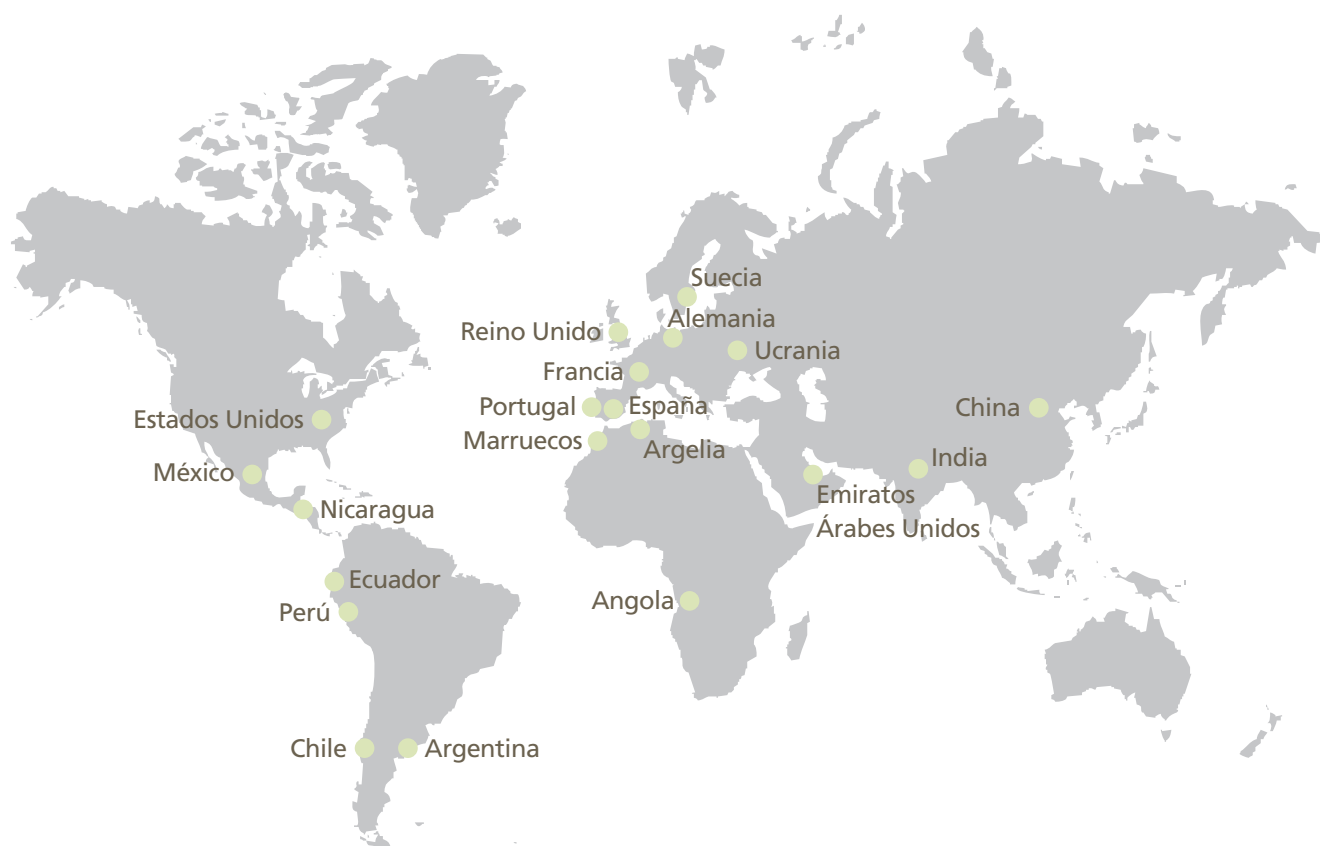 Suecia
Alemania
Reino Unido
Ucrania
Francia
Portugal
España
China
Estados Unidos
Marruecos
Argelia
India
México
Emiratos
Árabes Unidos
Nicaragua
Ecuador
Angola
Perú
Chile
Argentina